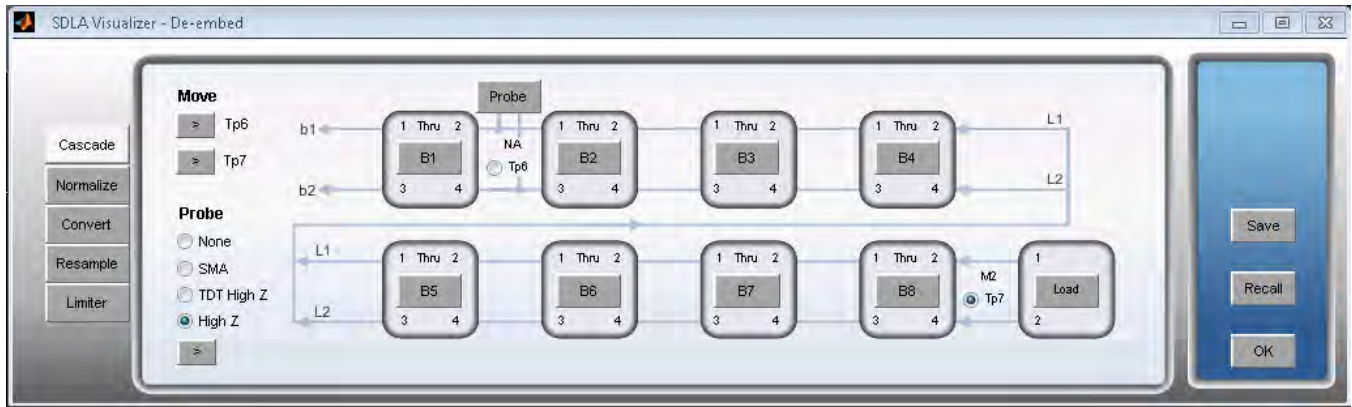 SDLA Visualizer - De-embed
Cascade
Normalize
Convert
Resample
Limiter
Move
> Tp6
> Tp7
Probe
None
SMA
TDT High Z
High Z
>
Probe
b1
b2
1 Thru 2
B1
3 4
NA
Tp6
1 Thru 2
B2
3 4
1 Thru 2
B3
3 4
1 Thru 2
B4
3 4
L1
L2
L1
L2
1 Thru 2
B5
3 4
1 Thru 2
B6
3 4
1 Thru 2
B7
3 4
1 Thru 2
B8
3 4
M2
Tp7
1
Load
2
Save
Recall
OK